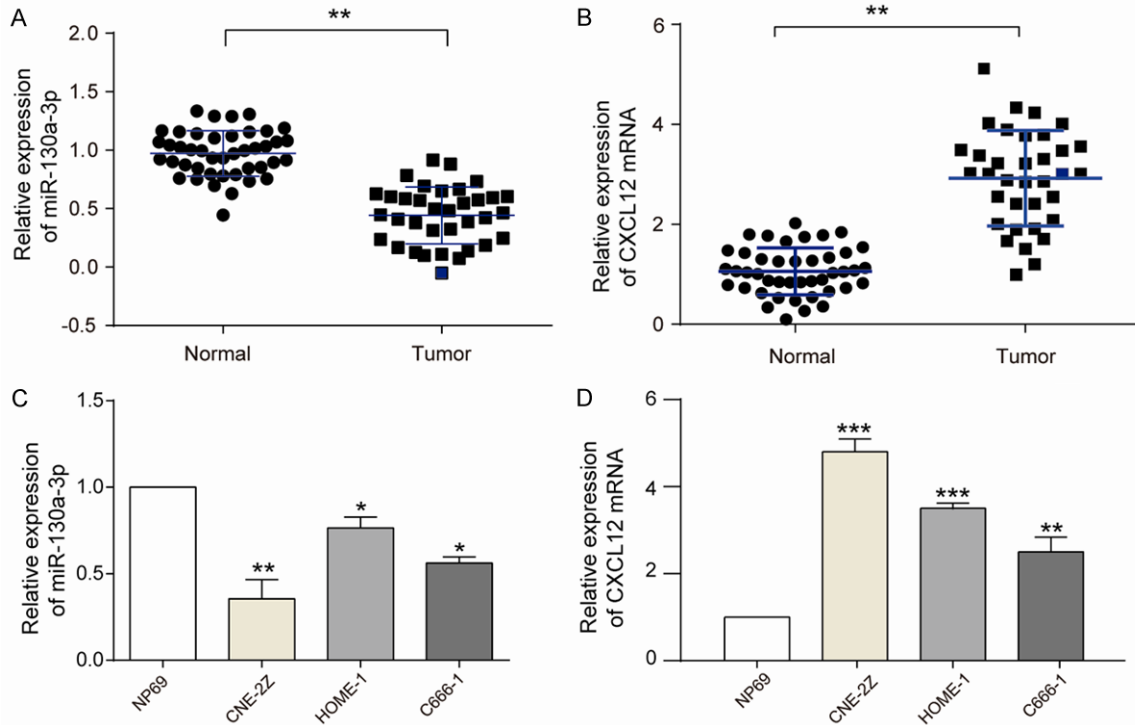 A
**
2.0
1.5
1.0
0.5
0.0
-0.5
Relative expression
of miR-130a-3p
Normal
Tumor
B
**
6
4
2
0
Relative expression
of CXCL12 mRNA
Normal
Tumor
C
1.5
1.0
0.5
0.0
Relative expression
of miR-130a-3p
**
*
*
NP69
CNE-2Z
HOME-1
C666-1
D
6
4
2
0
Relative expression
of CXCL12 mRNA
***
***
**
NP69
CNE-2Z
HOME-1
C666-1